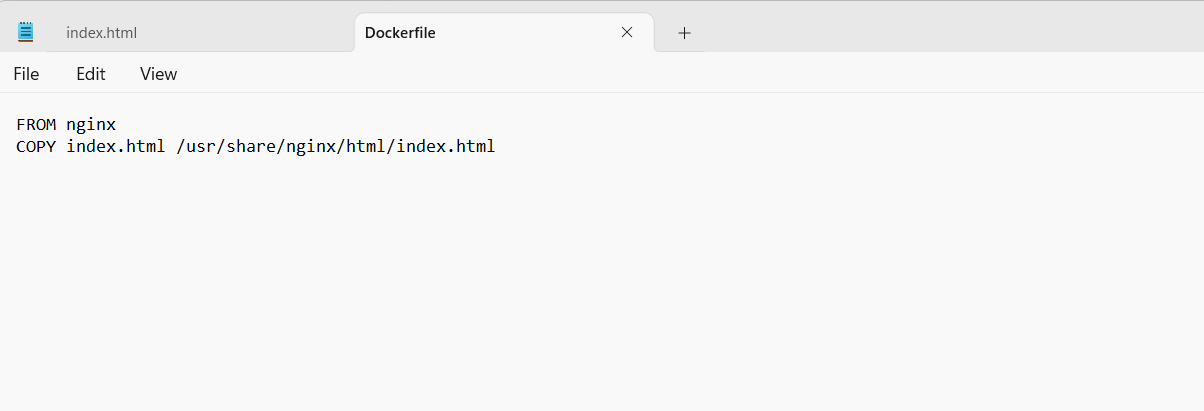 index.html
Dockerfile
File Edit View
FROM nginx
COPY index.html /usr/share/nginx/html/index.html